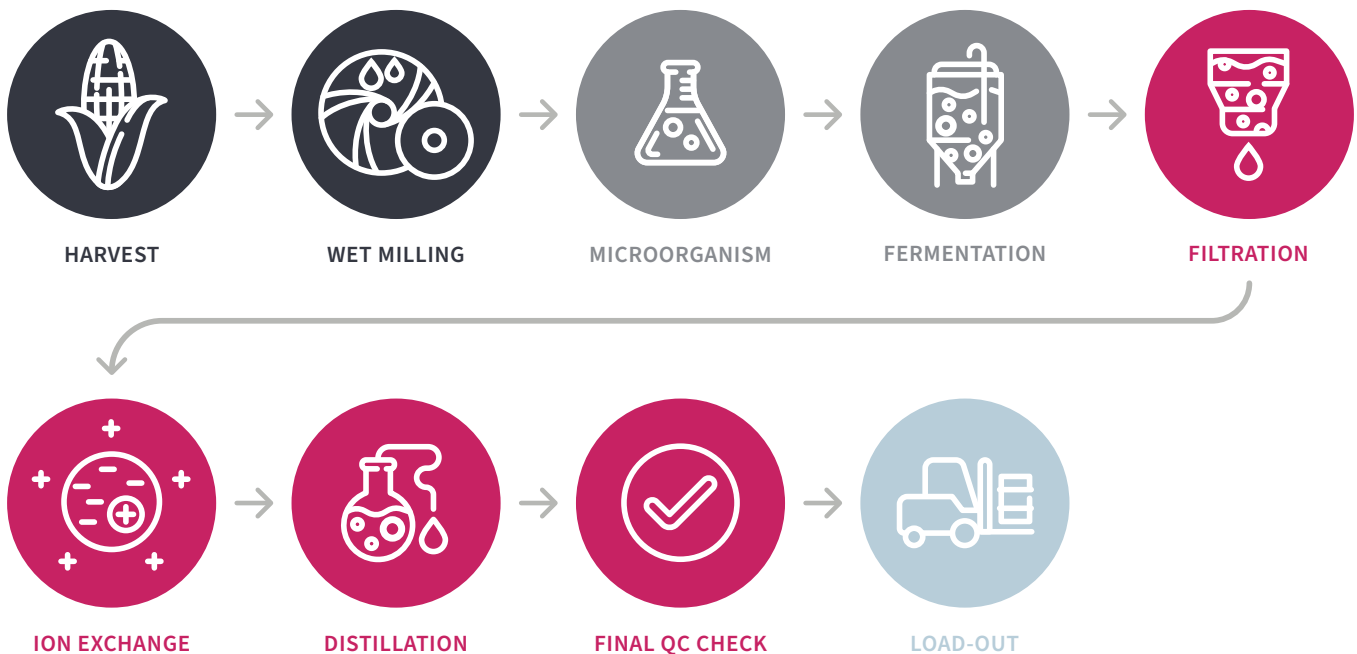 HARVEST
WET MILLING
MICROORGANISM
FERMENTATION
FILTRATION
ION EXCHANGE
DISTILLATION
FINAL QC CHECK
LOAD-OUT